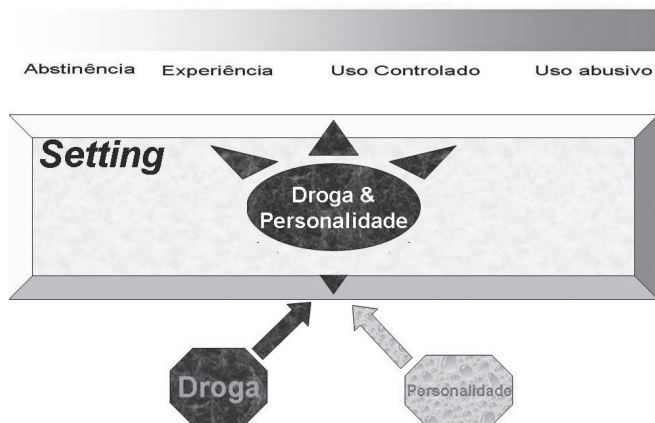 Abstinência Experiência Uso Controlado Uso abusivo
Setting
Droga &
Personalidade
Droga
Personalidade